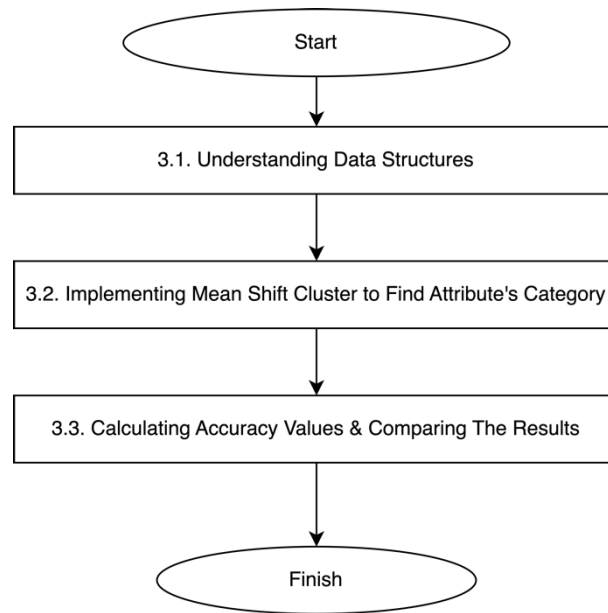 Start
3.1. Understanding Data Structures
3.2. Implementing Mean Shift Cluster to Find Attribute's Category
3.3. Calculating Accuracy Values & Comparing The Results
Finish